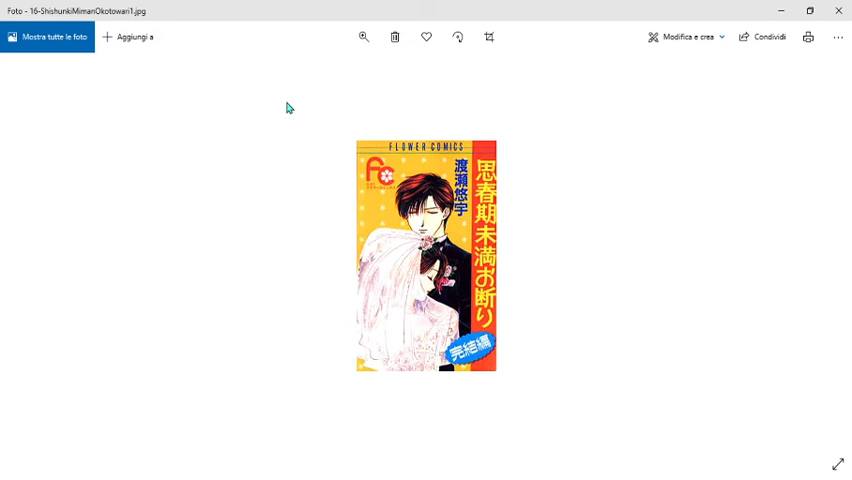 Foto - 16-ShishunkiMimanOkotowari1.jpg
Mostra tutte le foto
Aggiungi a
Modifica e crea
Condividi
FLOWER COMICS
FC
渡瀬悠宇
思春期未満お断り
完結編